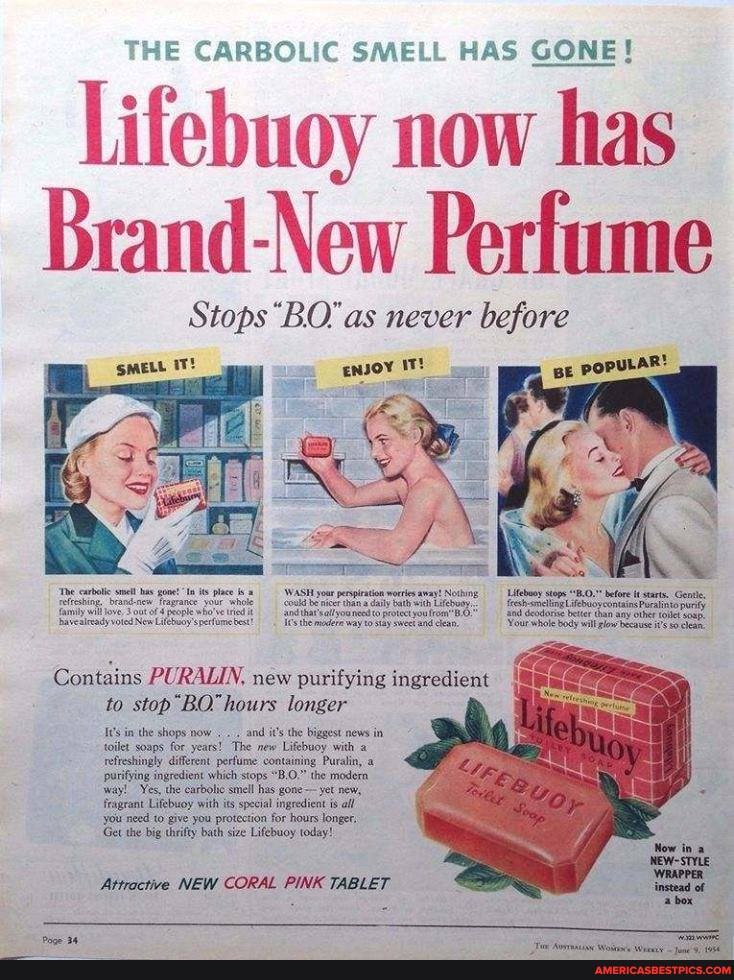 THE CARBOLIC SMELL HAS GONE!
Lifebuoy now has
Brand-New Perfume
Stops "B.O." as never before
SMELL IT!
ENJOY IT!
BE POPULAR!
Lifebuoy
The carbolic smell has gone! In its place is a
refreshing, brand-new fragrance your whole
family will love. 3 out of 4 people who've tried it
have already voted New Lifebuoy's perfume best!
WASH your perspiration worries away! Nothing
could be nicer than a daily bath with Lifebuoy...
and that's all you need to protect you from "B.O."
It's the modern way to stay sweet and clean.
Lifebuoy stops "B.O." before it starts. Gentle,
fresh-smelling Lifebuoy contains Puralin to purify
and deodorise better than any other toilet soap.
Your whole body will glow because it's so clean.
Contains PURALIN, new purifying ingredient
to stop "B.O." hours longer
It's in the shops now . . . and it's the biggest news in
toilet soaps for years! The new Lifebuoy with a
refreshingly different perfume containing Puralin, a
purifying ingredient which stops "B.O." the modern
way! Yes, the carbolic smell has gone — yet new,
fragrant Lifebuoy with its special ingredient is all
you need to give you protection for hours longer.
Get the big thrifty bath size Lifebuoy today!
Attractive NEW CORAL PINK TABLET
New refreshing perfume
Lifebuoy
TOILET SOAP
LIFEBUOY
Toilet Soap
Now in a
NEW-STYLE
WRAPPER
instead of
a box
W.322.WWFPC
Page 34
THE AUSTRALIAN WOMEN'S WEEKLY – June 9, 1954
AMERICASBESTPICS.COM